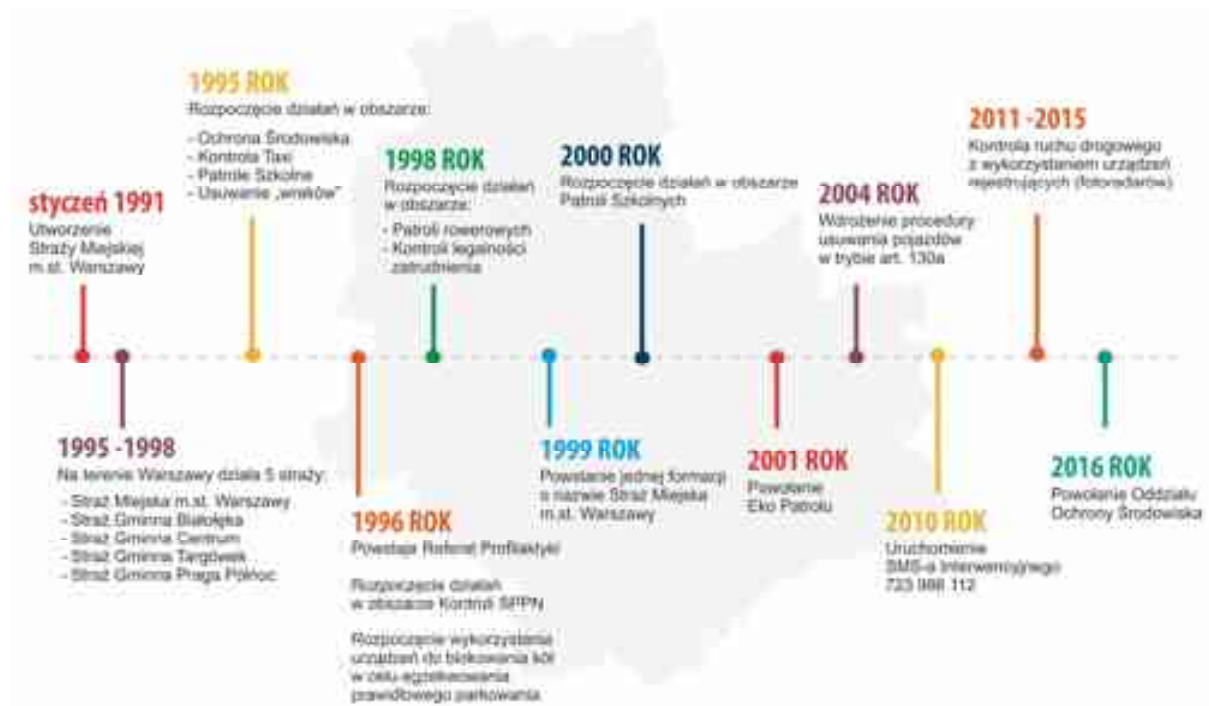 styczeń 1991
Utworzenie
Straży Miejskiej
m.st. Warszawy
1995 -1998
Na terenie Warszawy działa 5 straży:
- Straż Miejska m.st. Warszawy
- Straż Gminna Białołęka
- Straż Gminna Centrum
- Straż Gminna Targówek
- Straż Gminna Praga Północ
1995 ROK
Rozpoczęcie działań w obszarze:
- Ochrona Środowiska
- Kontrola Taxi
- Patrole Szkolne
- Usuwanie „wraków"
1996 ROK
Powstaje Referat Profilaktyki
Rozpoczęcie działań
w obszarze Kontroli SPPN
Rozpoczęcie wykorzystania
urządzeń do blokowania kół
w celu egzekwowania
prawidłowego parkowania
1998 ROK
Rozpoczęcie działań
w obszarze:
- Patroli rowerowych
- Kontroli legalności
zatrudnienia
1999 ROK
Powstanie jednej formacji
o nazwie Straż Miejska
m.st. Warszawy
2000 ROK
Rozpoczęcie działań w obszarze
Patroli Szkolnych
2001 ROK
Powołanie
Eko Patrolu
2004 ROK
Wdrożenie procedury
usuwania pojazdów
w trybie art. 130a
2010 ROK
Uruchomienie
SMS-a Interwencyjnego
723 986 112
2011 -2015
Kontrola ruchu drogowego
z wykorzystaniem urządzeń
rejestrujących (fotoradarów)
2016 ROK
Powołanie Oddziału
Ochrony Środowiska